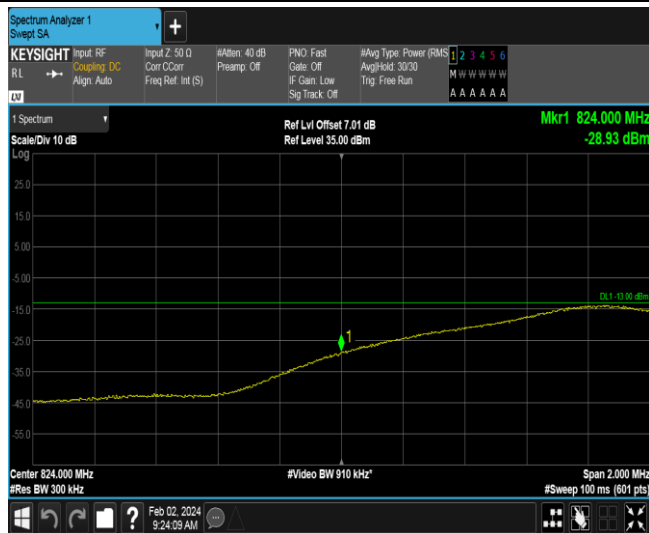 Spectrum Analyzer 1
Swept SA
+
KEYSIGHT
RL
Input: RF
Coupling: DC
Align: Auto
Input Z: 50 Ω
Corr CCorr
Freq Ref: Int (S)
#Atten: 40 dB
Preamp: Off
PNO: Fast
Gate: Off
IF Gain: Low
Sig Track: Off
#Avg Type: Power (RMS
Avg|Hold: 30/30
Trig: Free Run
1 2 3 4 5 6
M W W W W W
A A A A A A
LXI
1 Spectrum
Scale/Div 10 dB
Ref Lvl Offset 7.01 dB
Ref Level 35.00 dBm
Mkr1 824.000 MHz
-28.93 dBm
Log
25.0
15.0
5.00
-5.00
-15.0
-25.0
-35.0
-45.0
-55.0
DL1 -13.00 dBm
1
Center 824.000 MHz
#Res BW 300 kHz
#Video BW 910 kHz*
Span 2.000 MHz
#Sweep 100 ms (601 pts)
?
Feb 02, 2024
9:24:09 AM